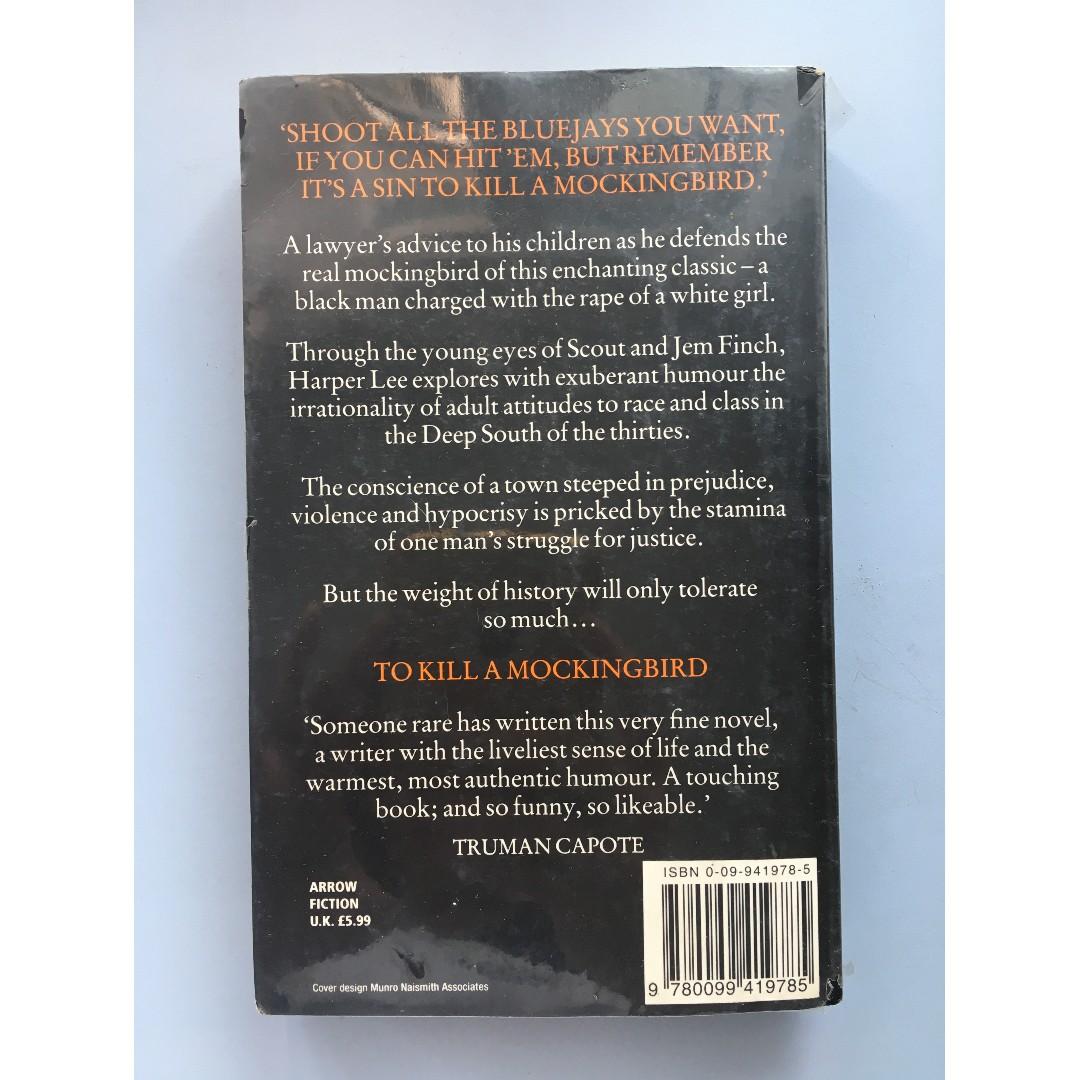 ‘SHOOT ALL THE BLUEJAYS YOU WANT,
IF YOU CAN HIT ’EM, BUT REMEMBER
IT’S A SIN TO KILL A MOCKINGBIRD.’
A lawyer’s advice to his children as he defends the
real mockingbird of this enchanting classic – a
black man charged with the rape of a white girl.
Through the young eyes of Scout and Jem Finch,
Harper Lee explores with exuberant humour the
irrationality of adult attitudes to race and class in
the Deep South of the thirties.
The conscience of a town steeped in prejudice,
violence and hypocrisy is pricked by the stamina
of one man’s struggle for justice.
But the weight of history will only tolerate
so much…
TO KILL A MOCKINGBIRD
‘Someone rare has written this very fine novel,
a writer with the liveliest sense of life and the
warmest, most authentic humour. A touching
book; and so funny, so likeable.’
TRUMAN CAPOTE
ARROW
FICTION
U.K. £5.99
Cover design Munro Naismith Associates
ISBN 0-09-941978-5
9 780099 419785